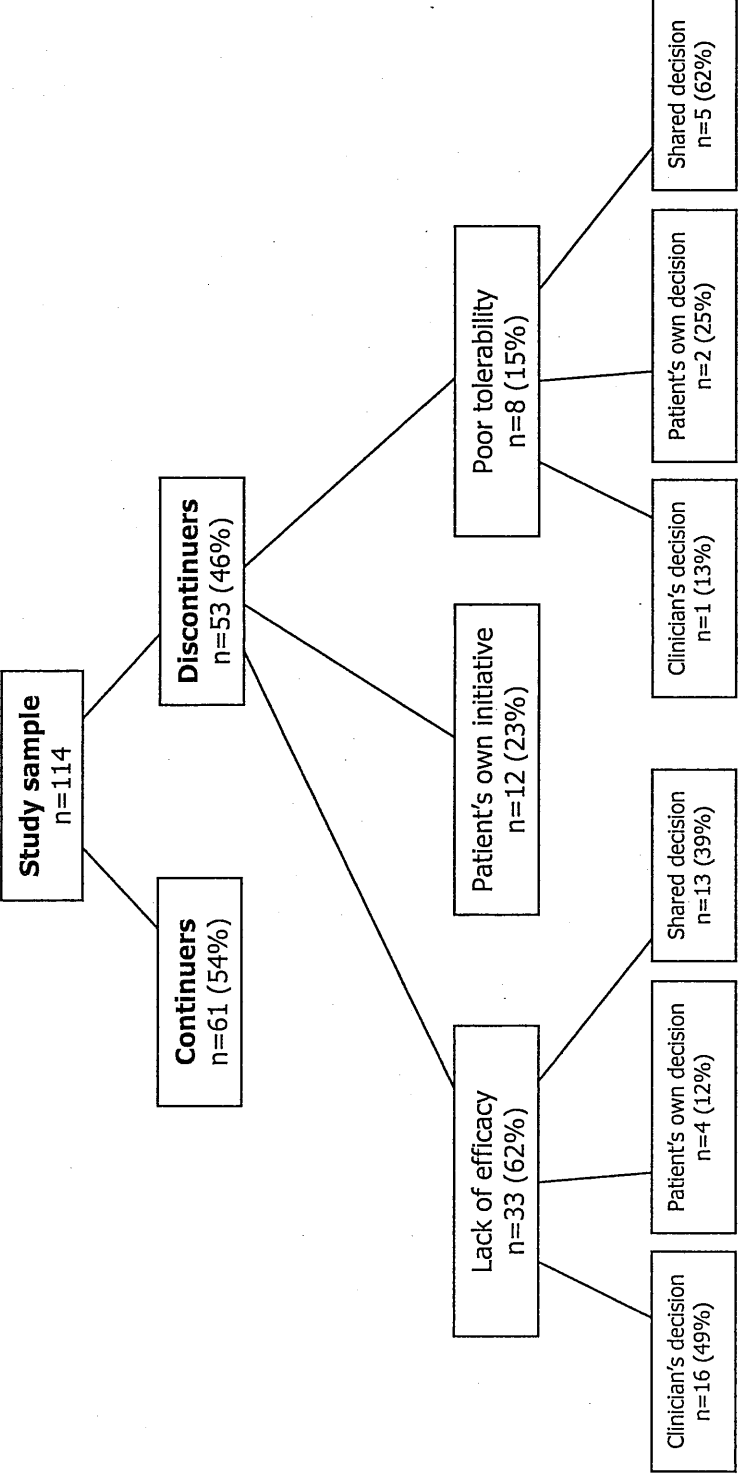 Study sample
n=114
Continuers
n=61 (54%)
Discontinuers
n=53 (46%)
Lack of efficacy
n=33 (62%)
Patient's own initiative
n=12 (23%)
Poor tolerability
n=8 (15%)
Clinician's decision
n=16 (49%)
Patient's own decision
n=4 (12%)
Shared decision
n=13 (39%)
Clinician's decision
n=1 (13%)
Patient's own decision
n=2 (25%)
Shared decision
n=5 (62%)